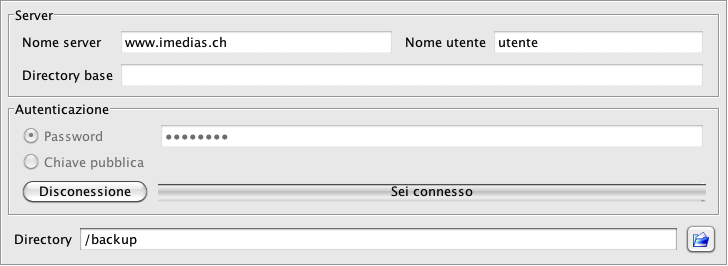 Server
Nome server www.imedias.ch Nome utente utente
Directory base
Autenticazione
Password ••••••••
Chiave pubblica
Disconessione Sei connesso
Directory /backup